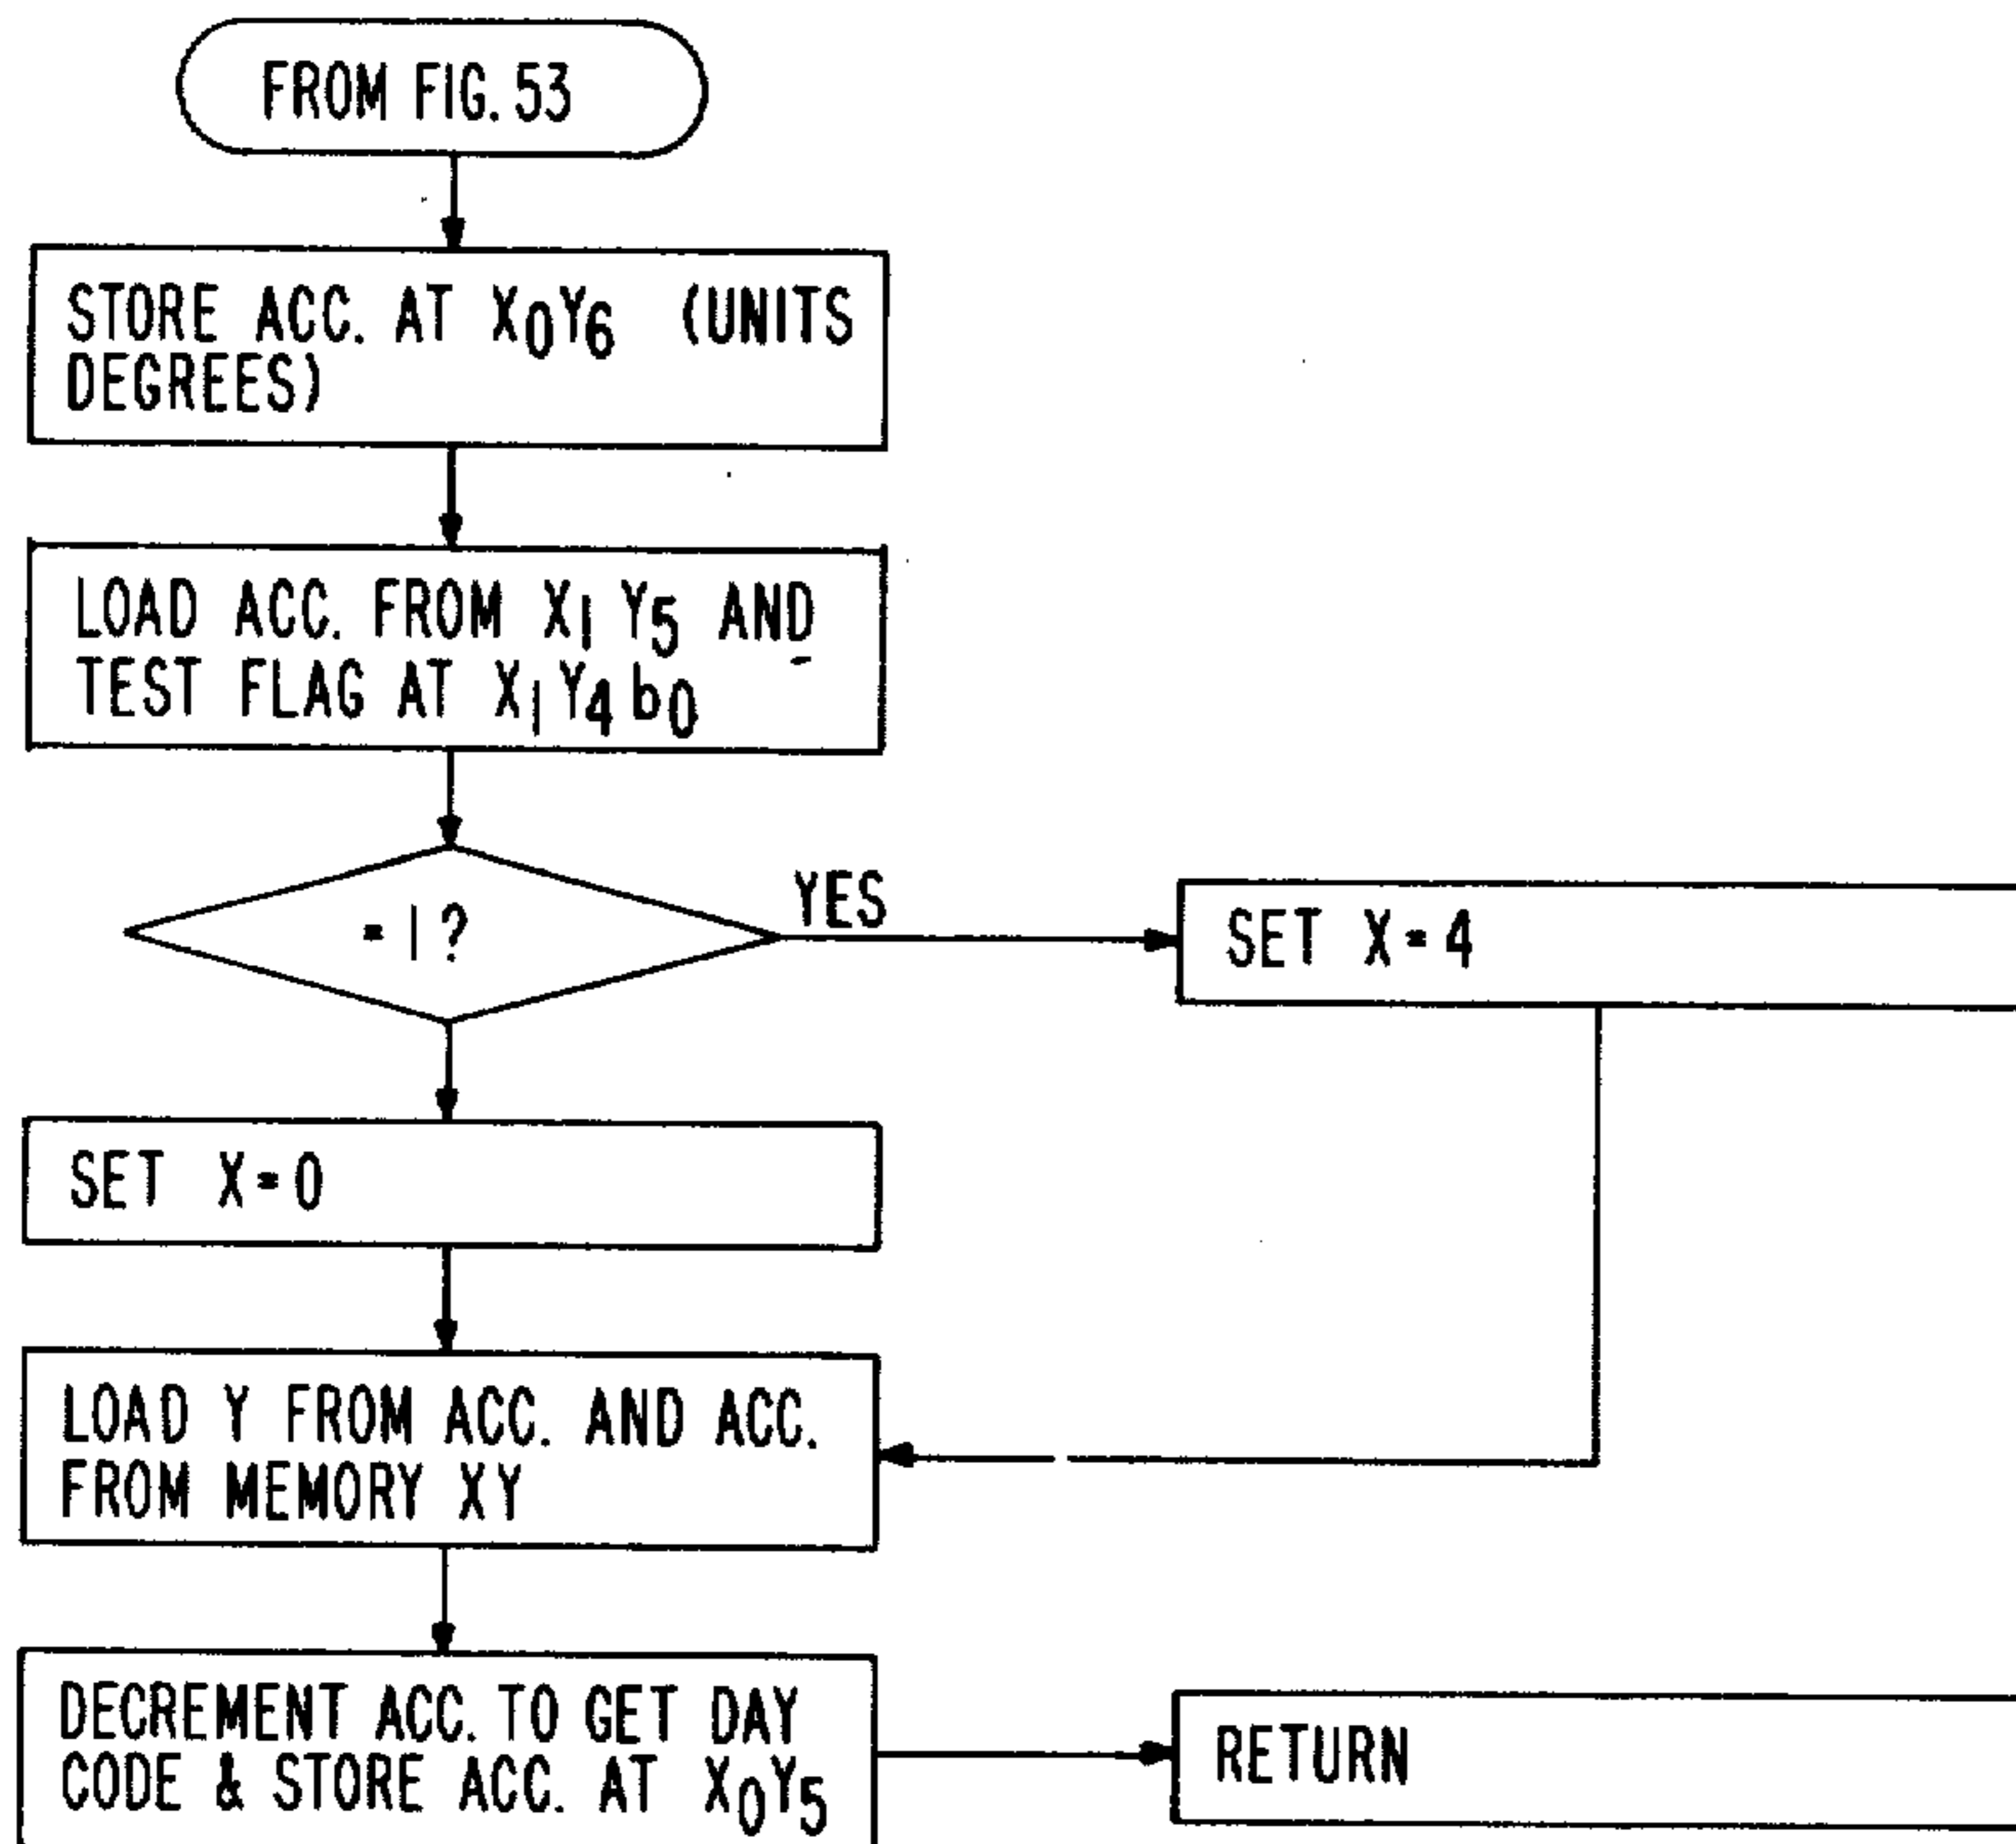 FROM FIG. 53
STORE ACC. AT X0Y6 (UNITS
DEGREES)
LOAD ACC. FROM X1 Y5 AND
TEST FLAG AT X1Y4 b0
= 1 ?
YES
SET X = 4
SET X = 0
LOAD Y FROM ACC. AND ACC.
FROM MEMORY XY
DECREMENT ACC. TO GET DAY
CODE & STORE ACC. AT X0Y5
RETURN